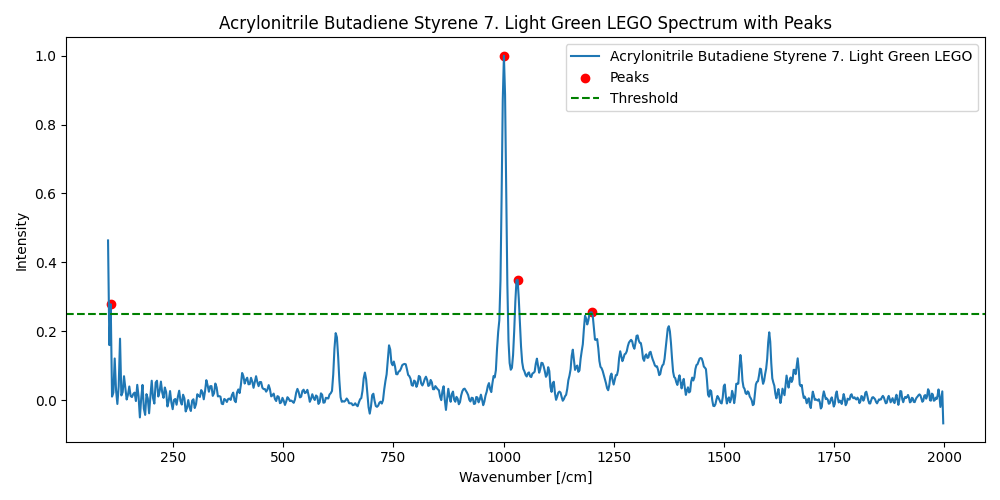 Acrylonitrile Butadiene Styrene 7. Light Green LEGO Spectrum with Peaks
Acrylonitrile Butadiene Styrene 7. Light Green LEGO
Peaks
Threshold
Intensity
1.0
0.8
0.6
0.4
0.2
0.0
250
500
750
1000
1250
1500
1750
2000
Wavenumber [/cm]